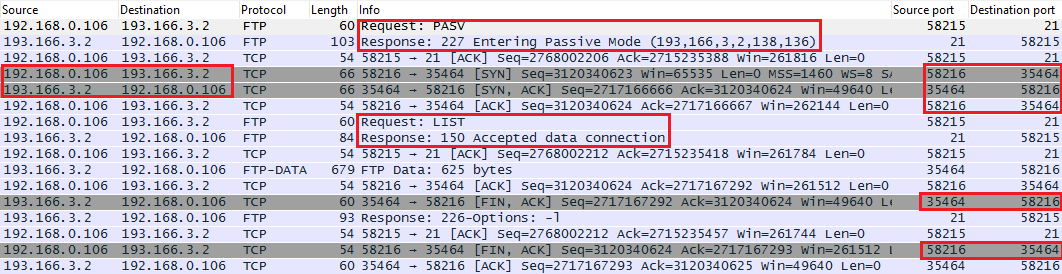 Source Destination Protocol Length Info Source port Destination port
192.168.0.106 193.166.3.2 FTP 60 Request: PASV 58215 21
193.166.3.2 192.168.0.106 FTP 103 Response: 227 Entering Passive Mode (193,166,3,2,138,136) 21 58215
192.168.0.106 193.166.3.2 TCP 54 58215 → 21 [ACK] Seq=2768002206 Ack=2715235388 Win=261816 Len=0 58215 21
192.168.0.106 193.166.3.2 TCP 66 58216 → 35464 [SYN] Seq=3120340623 Win=65535 Len=0 MSS=1460 WS=8 58216 35464
193.166.3.2 192.168.0.106 TCP 66 35464 → 58216 [SYN, ACK] Seq=2717166666 Ack=3120340624 Win=49640 35464 58216
192.168.0.106 193.166.3.2 TCP 54 58216 → 35464 [ACK] Seq=3120340624 Ack=2717166667 Win=262144 Len=0 58216 35464
192.168.0.106 193.166.3.2 FTP 60 Request: LIST 58215 21
193.166.3.2 192.168.0.106 FTP 84 Response: 150 Accepted data connection 21 58215
192.168.0.106 193.166.3.2 TCP 54 58215 → 21 [ACK] Seq=2768002212 Ack=2715235418 Win=261784 Len=0 58215 21
193.166.3.2 192.168.0.106 FTP-DATA 679 FTP Data: 625 bytes 35464 58216
192.168.0.106 193.166.3.2 TCP 54 58216 → 35464 [ACK] Seq=3120340624 Ack=2717167292 Win=261512 Len=0 58216 35464
193.166.3.2 192.168.0.106 TCP 60 35464 → 58216 [FIN, ACK] Seq=2717167292 Ack=3120340624 Win=49640 35464 58216
193.166.3.2 192.168.0.106 FTP 93 Response: 226-Options: -l 21 58215
192.168.0.106 193.166.3.2 TCP 54 58215 → 21 [ACK] Seq=2768002212 Ack=2715235457 Win=261744 Len=0 58215 21
192.168.0.106 193.166.3.2 TCP 54 58216 → 35464 [FIN, ACK] Seq=3120340624 Ack=2717167293 Win=261512 58216 35464
193.166.3.2 192.168.0.106 TCP 60 35464 → 58216 [ACK] Seq=2717167293 Ack=3120340625 Win=49640 Len=0 35464 58216